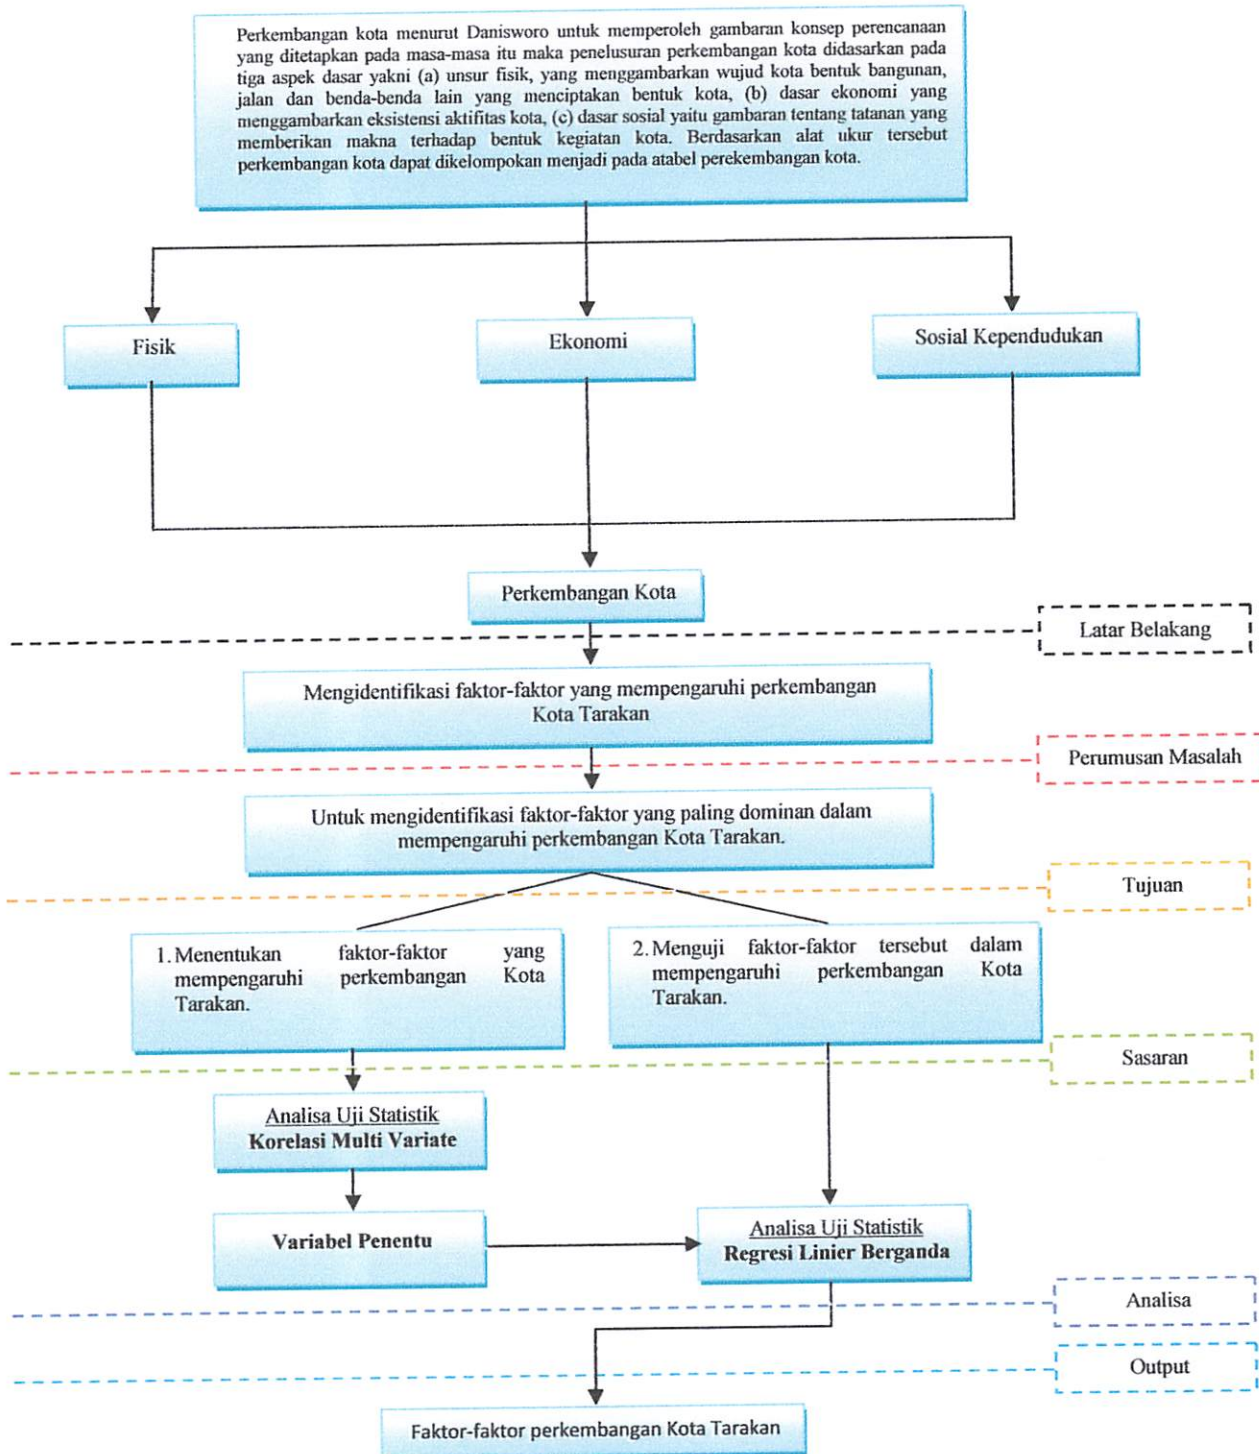 Perkembangan kota menurut Danisworo untuk memperoleh gambaran konsep perencanaan
yang ditetapkan pada masa-masa itu maka penelusuran perkembangan kota didasarkan pada
tiga aspek dasar yakni (a) unsur fisik, yang menggambarkan wujud kota bentuk bangunan,
jalan dan benda-benda lain yang menciptakan bentuk kota, (b) dasar ekonomi yang
menggambarkan eksistensi aktifitas kota, (c) dasar sosial yaitu gambaran tentang tatanan yang
memberikan makna terhadap bentuk kegiatan kota. Berdasarkan alat ukur tersebut
perkembangan kota dapat dikelompokan menjadi pada atabel perekembangan kota.
Fisik
Ekonomi
Sosial Kependudukan
Perkembangan Kota
Latar Belakang
Mengidentifikasi faktor-faktor yang mempengaruhi perkembangan
Kota Tarakan
Perumusan Masalah
Untuk mengidentifikasi faktor-faktor yang paling dominan dalam
mempengaruhi perkembangan Kota Tarakan.
Tujuan
1. Menentukan faktor-faktor yang
mempengaruhi perkembangan Kota
Tarakan.
2. Menguji faktor-faktor tersebut dalam
mempengaruhi perkembangan Kota
Tarakan.
Sasaran
Analisa Uji Statistik
Korelasi Multi Variate
Variabel Penentu
Analisa Uji Statistik
Regresi Linier Berganda
Analisa
Output
Faktor-faktor perkembangan Kota Tarakan